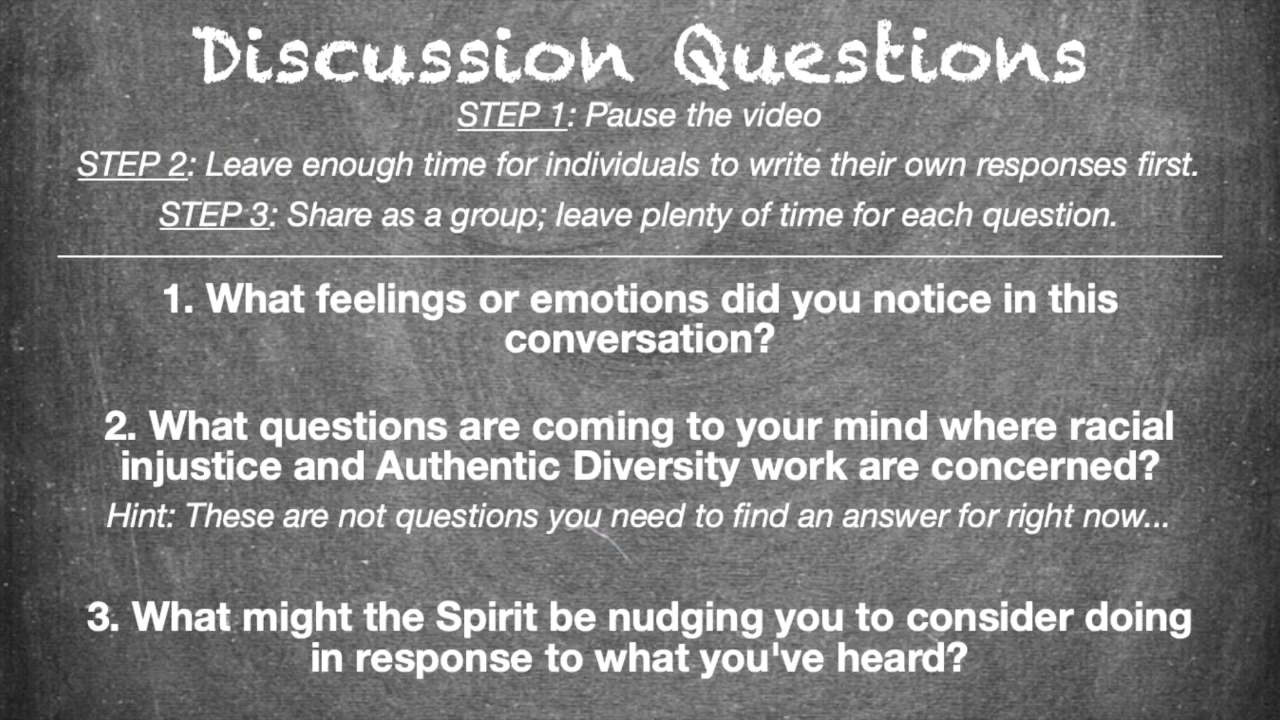 Discussion Questions
STEP 1: Pause the video
STEP 2: Leave enough time for individuals to write their own responses first.
STEP 3: Share as a group; leave plenty of time for each question.
1. What feelings or emotions did you notice in this
conversation?
2. What questions are coming to your mind where racial
injustice and Authentic Diversity work are concerned?
Hint: These are not questions you need to find an answer for right now...
3. What might the Spirit be nudging you to consider doing
in response to what you've heard?